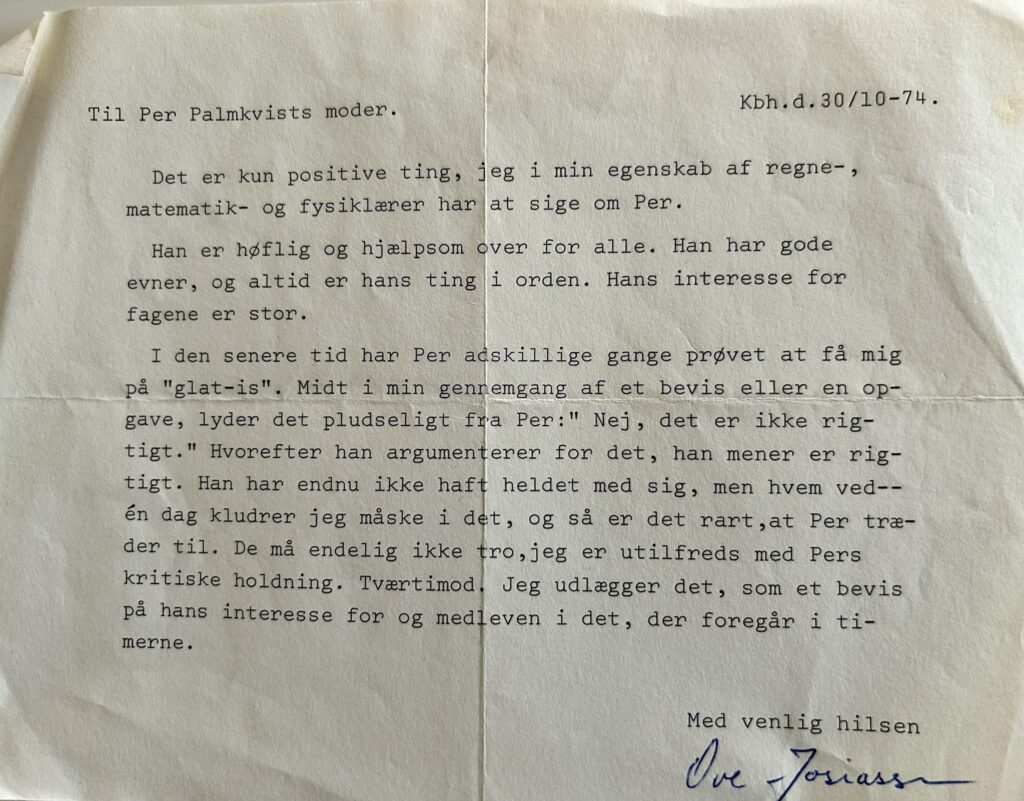 Kbh.d.30/10-74.
Til Per Palmkvists moder.
Det er kun positive ting, jeg i min egenskab af regne-,
matematik- og fysiklærer har at sige om Per.
Han er høflig og hjælpsom over for alle. Han har gode
evner, og altid er hans ting i orden. Hans interesse for
fagene er stor.
I den senere tid har Per adskillige gange prøvet at få mig
på "glat-is". Midt i min gennemgang af et bevis eller en op-
gave, lyder det pludseligt fra Per:" Nej, det er ikke rig-
tigt." Hvorefter han argumenterer for det, han mener er rig-
tigt. Han har endnu ikke haft heldet med sig, men hvem ved--
én dag kludrer jeg måske i det, og så er det rart,at Per træ-
der til. De må endelig ikke tro,jeg er utilfreds med Pers
kritiske holdning. Tværtimod. Jeg udlægger det, som et bevis
på hans interesse for og medleven i det, der foregår i ti-
merne.
Med venlig hilsen
Ove Josiassen